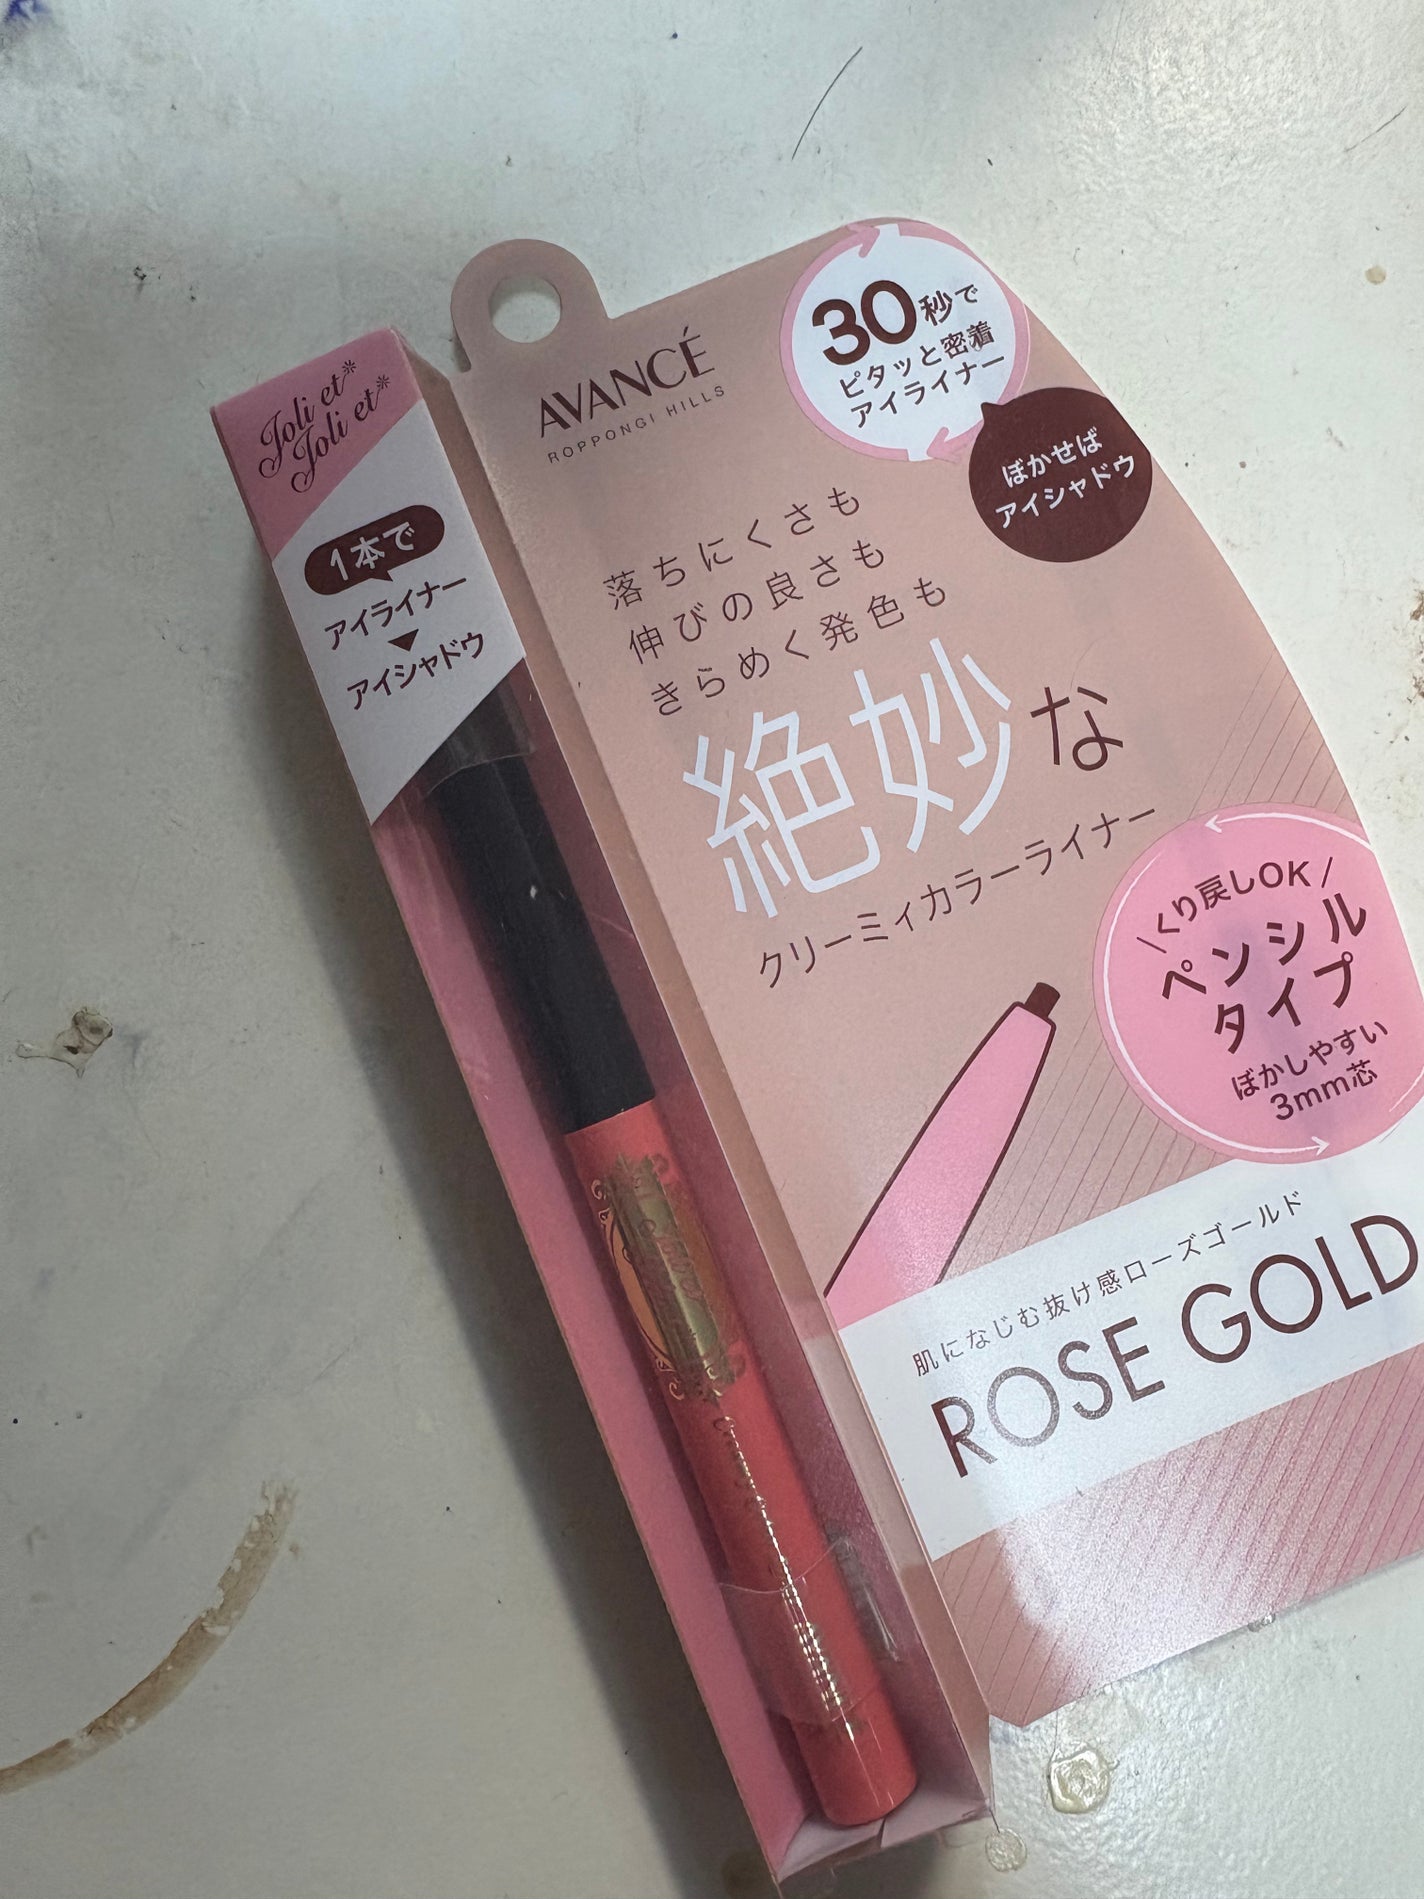 Joli et*
Joli et*
1本で
アイライナー
アイシャドウ
AVANCÉ
ROPPONGI HILLS
30秒で
ピタッと密着
アイライナー
ぼかせば
アイシャドウ
落ちにくさも
伸びの良さも
きらめく発色も
絶妙な
クリーミィカラーライナー
\くり戻しOK/
ペンシル
タイプ
ぼかしやすい
3mm芯
肌になじむ抜け感ローズゴールド
ROSE GOLD